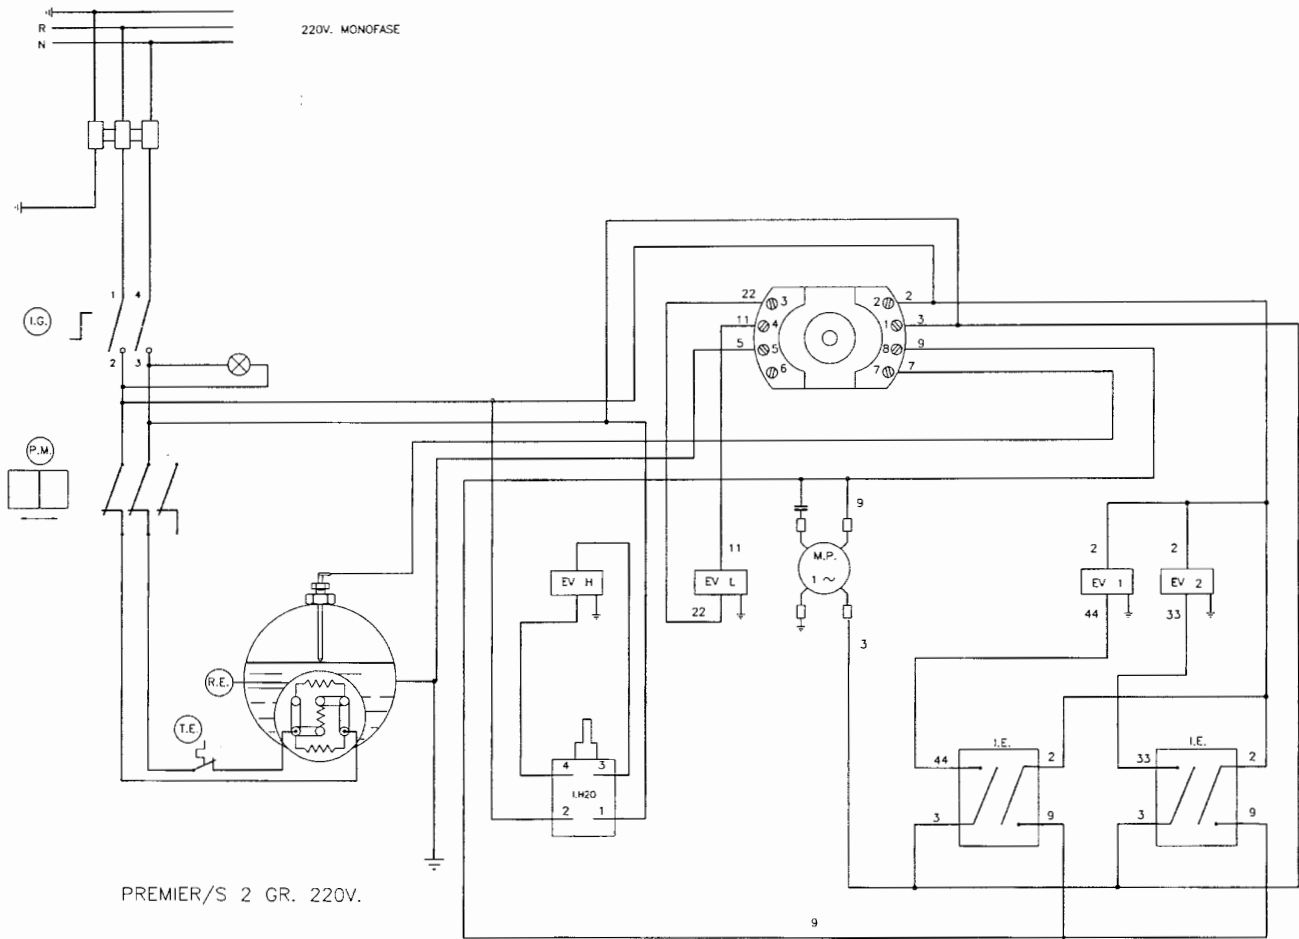 R
N
220V. MONOFASE
1 4
I.G.
2 3
P.M.
22 3 2 2
11 4 1 3
5 5 8 9
6 7 7
9
M.P.
1 ~
11
EV H
EV L
22
3
2 2
EV 1
EV 2
44 33
R.E.
T.E.
4 3
I.H2O
2 1
I.E.
44 2
3 9
I.E.
33 2
3 9
PREMIER/S 2 GR. 220V.
9